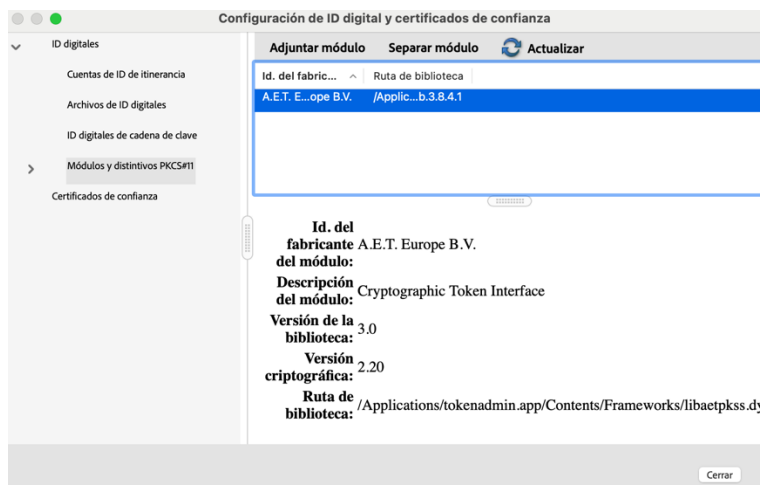 Configuración de ID digital y certificados de confianza
ID digitales
Cuentas de ID de itinerancia
Archivos de ID digitales
ID digitales de cadena de clave
Módulos y distintivos PKCS#11
Certificados de confianza
Adjuntar módulo Separar módulo Actualizar
Id. del fabric... Ruta de biblioteca
A.E.T. E...ope B.V. /Applic...b.3.8.4.1
Id. del
fabricante A.E.T. Europe B.V.
del módulo:
Descripción
del módulo: Cryptographic Token Interface
Versión de la
biblioteca: 3.0
Versión
criptográfica: 2.20
Ruta de
biblioteca: /Applications/tokenadmin.app/Contents/Frameworks/libaetpkss.dy
Cerrar